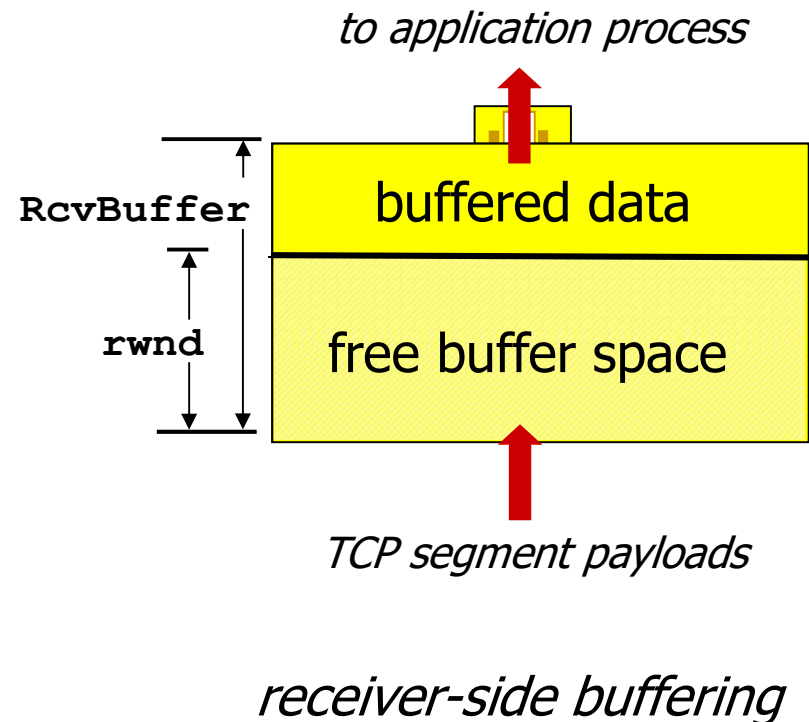 to application process
RcvBuffer
buffered data
rwnd
free buffer space
TCP segment payloads
receiver-side buffering